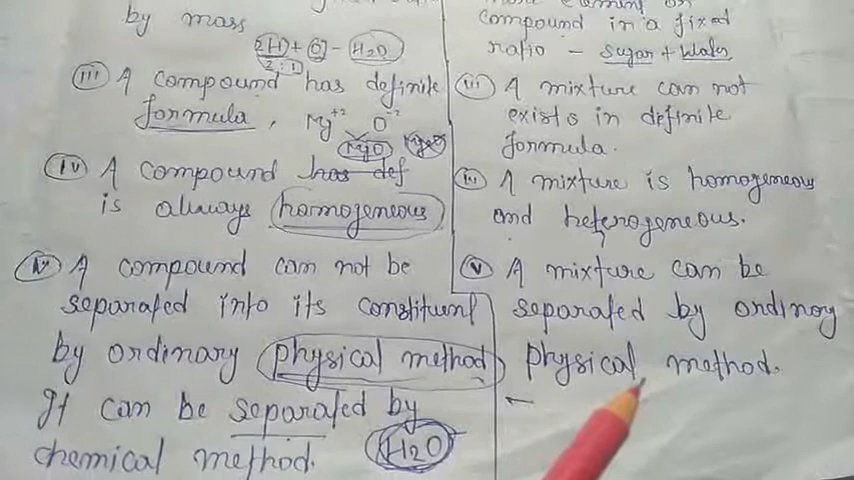 by mass
2H + O - H₂O
2 : 1
(iii) A compound has definite
formula, Mg⁺² O⁻²
MgO
(iv) A compound has def
is always homogeneous
(v) A compound can not be
separated into its constituent
by ordinary physical method
It can be separated by
chemical method. H₂O
compound in a fixed
ratio - Sugar + Water
(iii) A mixture can not
exists in definite
formula.
(iii) A mixture is homogeneous
and heterogeneous.
(v) A mixture can be
separated by ordinory
physical method.